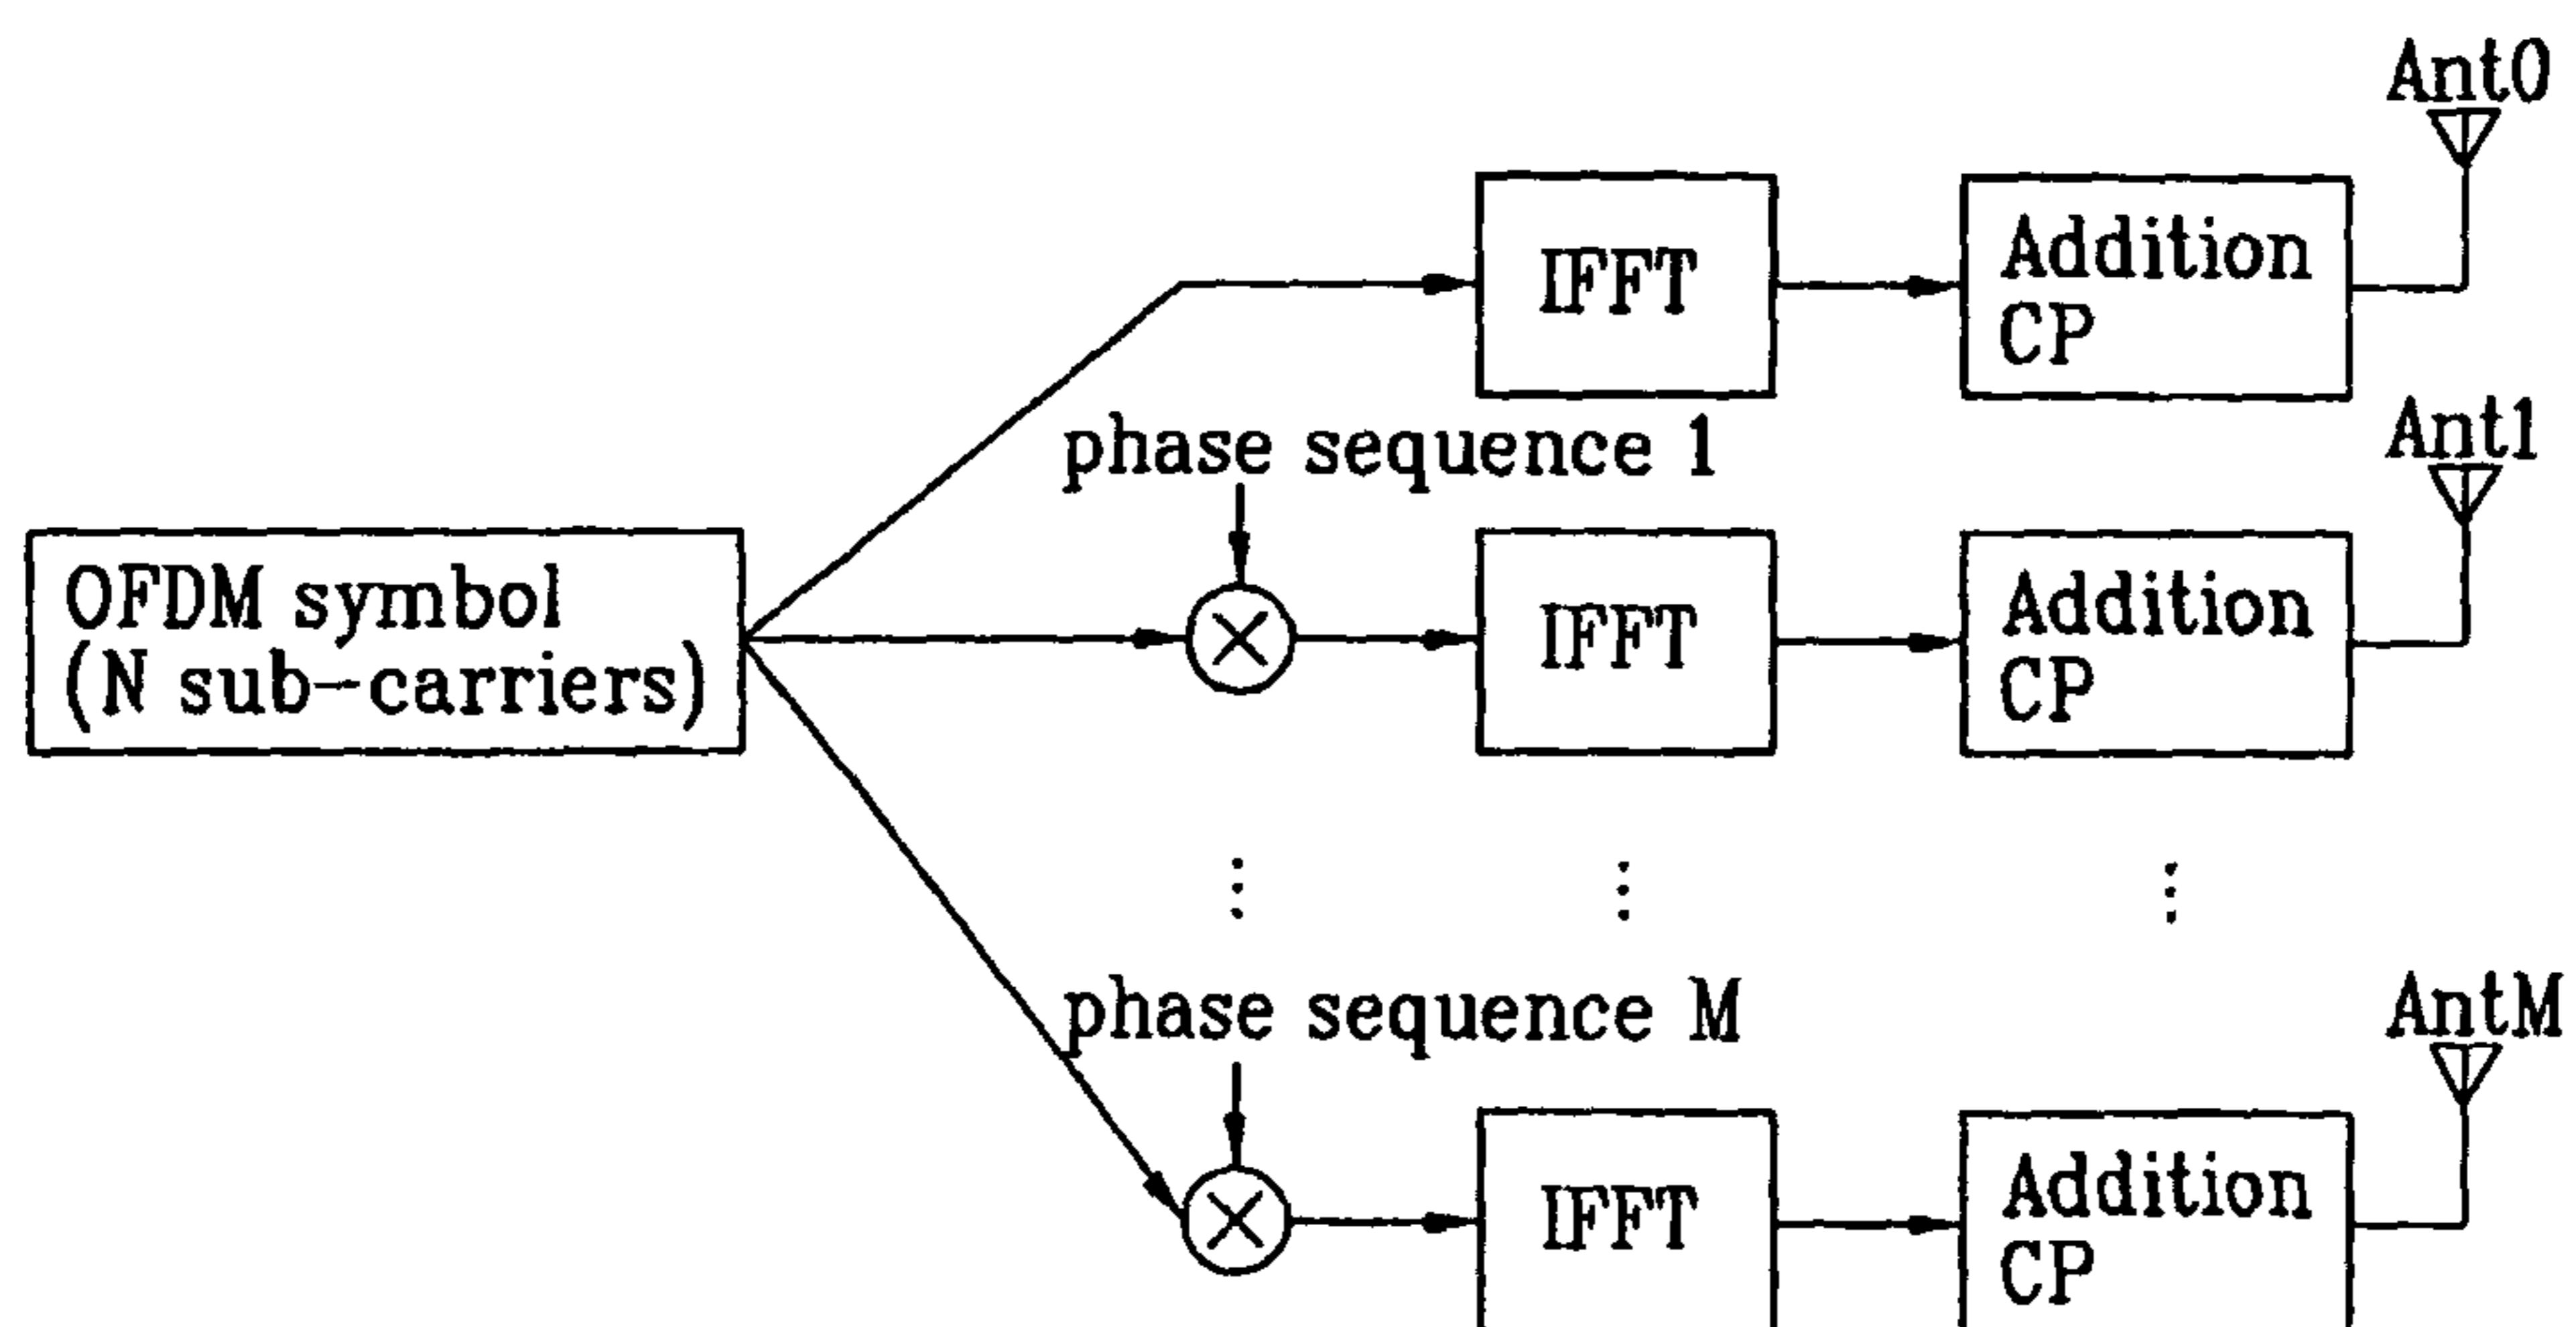 Ant0
IFFT
Addition
CP
phase sequence 1
Ant1
OFDM symbol
(N sub-carriers)
IFFT
Addition
CP
phase sequence M
AntM
IFFT
Addition
CP